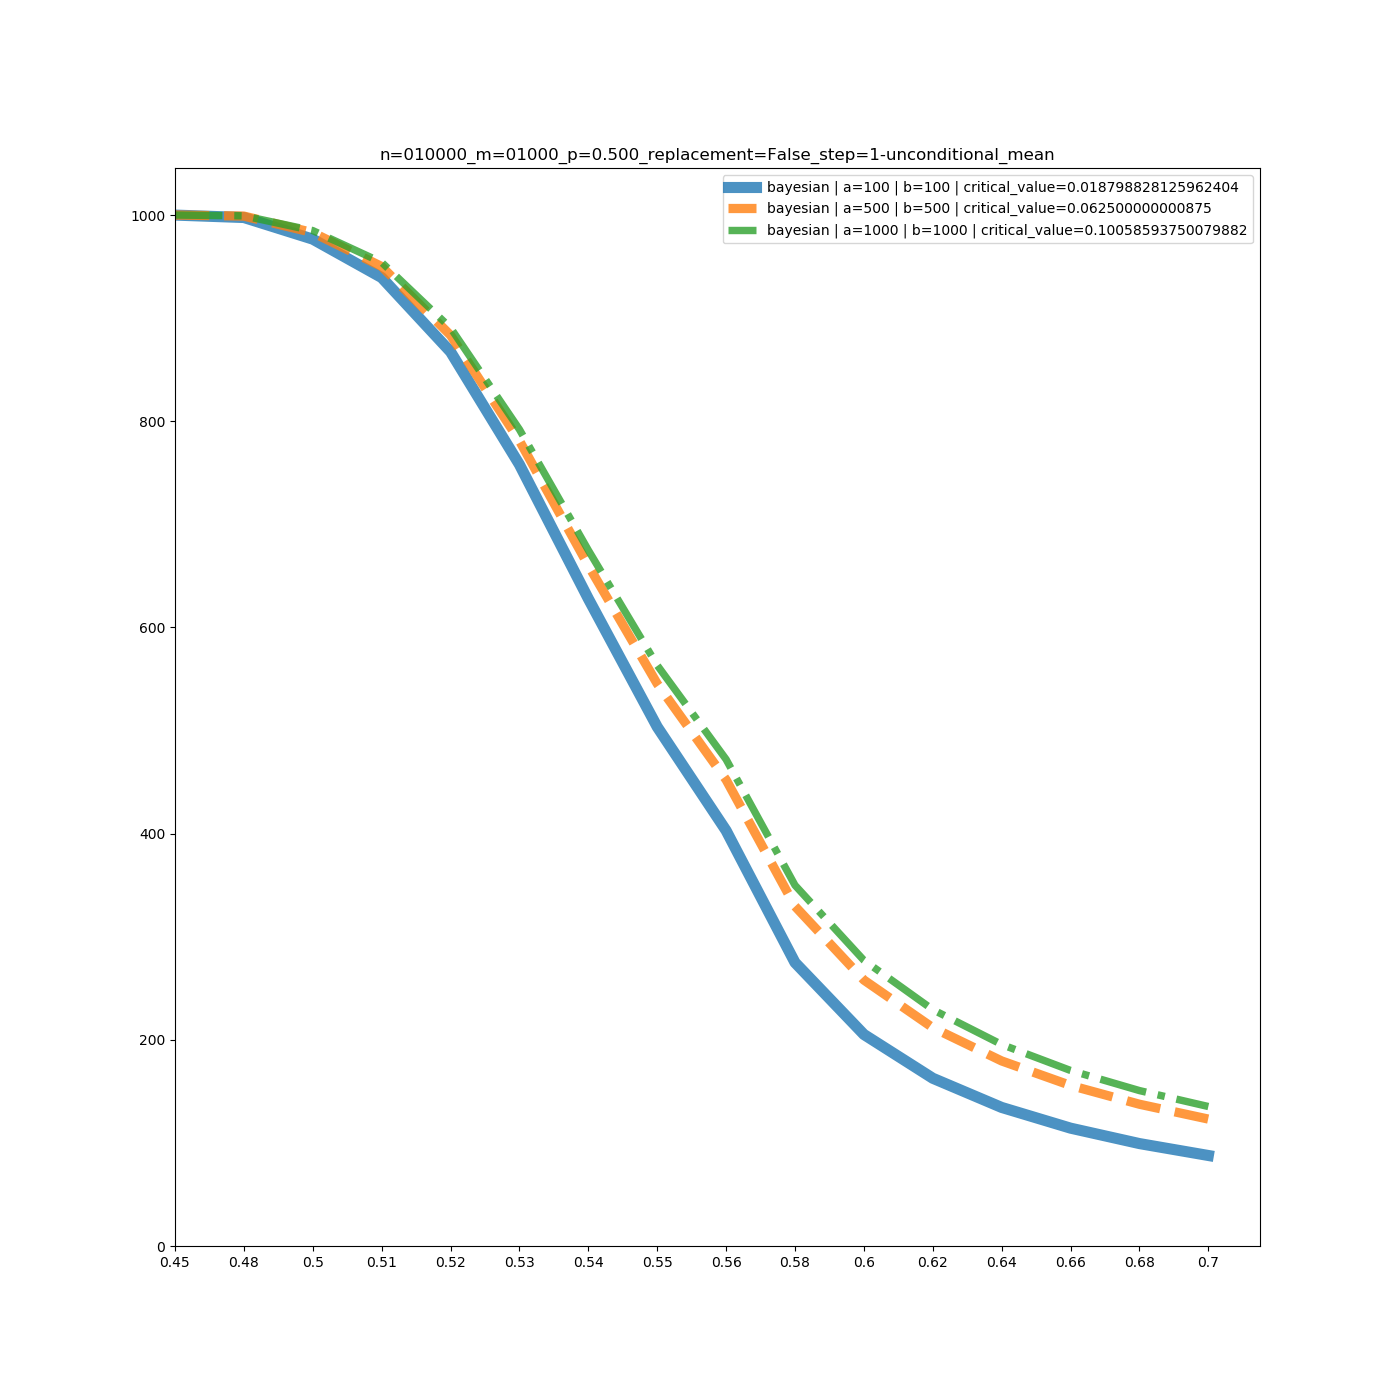 n=010000_m=01000_p=0.500_replacement=False_step=1-unconditional_mean
bayesian | a=100 | b=100 | critical_value=0.018798828125962404
bayesian | a=500 | b=500 | critical_value=0.062500000000875
bayesian | a=1000 | b=1000 | critical_value=0.10058593750079882
1000
800
600
400
200
0
0.45 0.48 0.5 0.51 0.52 0.53 0.54 0.55 0.56 0.58 0.6 0.62 0.64 0.66 0.68 0.7